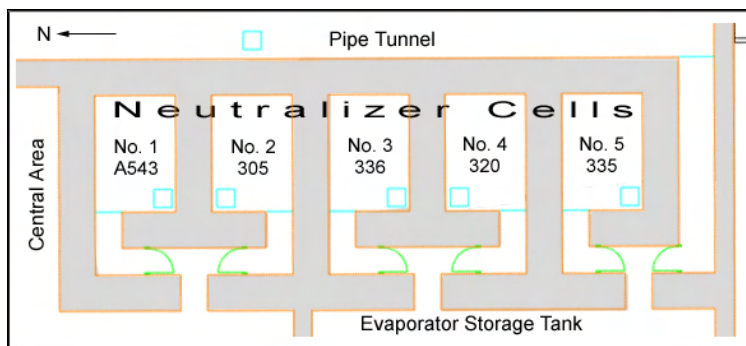 N
Pipe Tunnel
Neutralizer Cells
No. 1
A543
No. 2
305
No. 3
336
No. 4
320
No. 5
335
Central Area
Evaporator Storage Tank